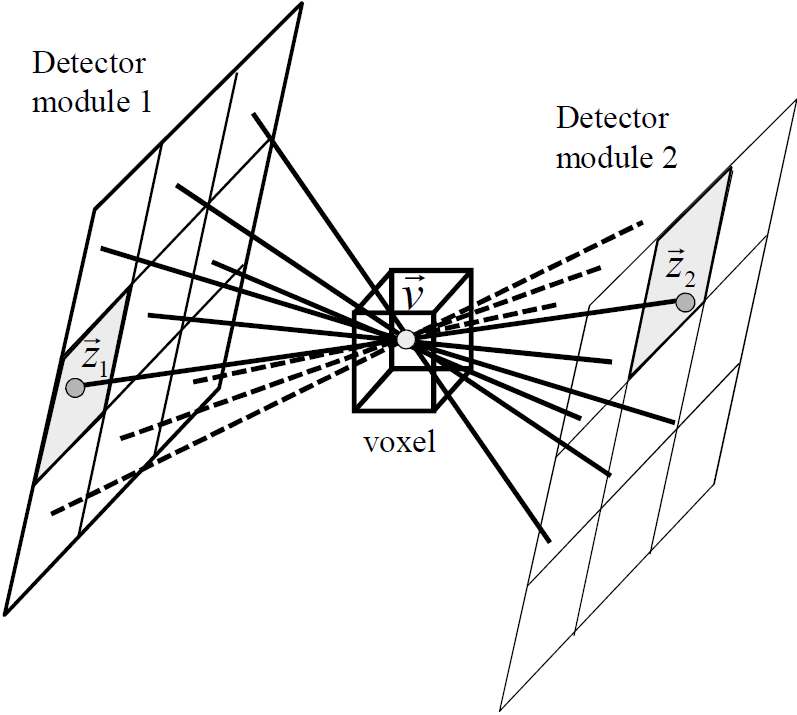 Detector
module 1
Detector
module 2
z⃗₂
v⃗
z⃗₁
voxel